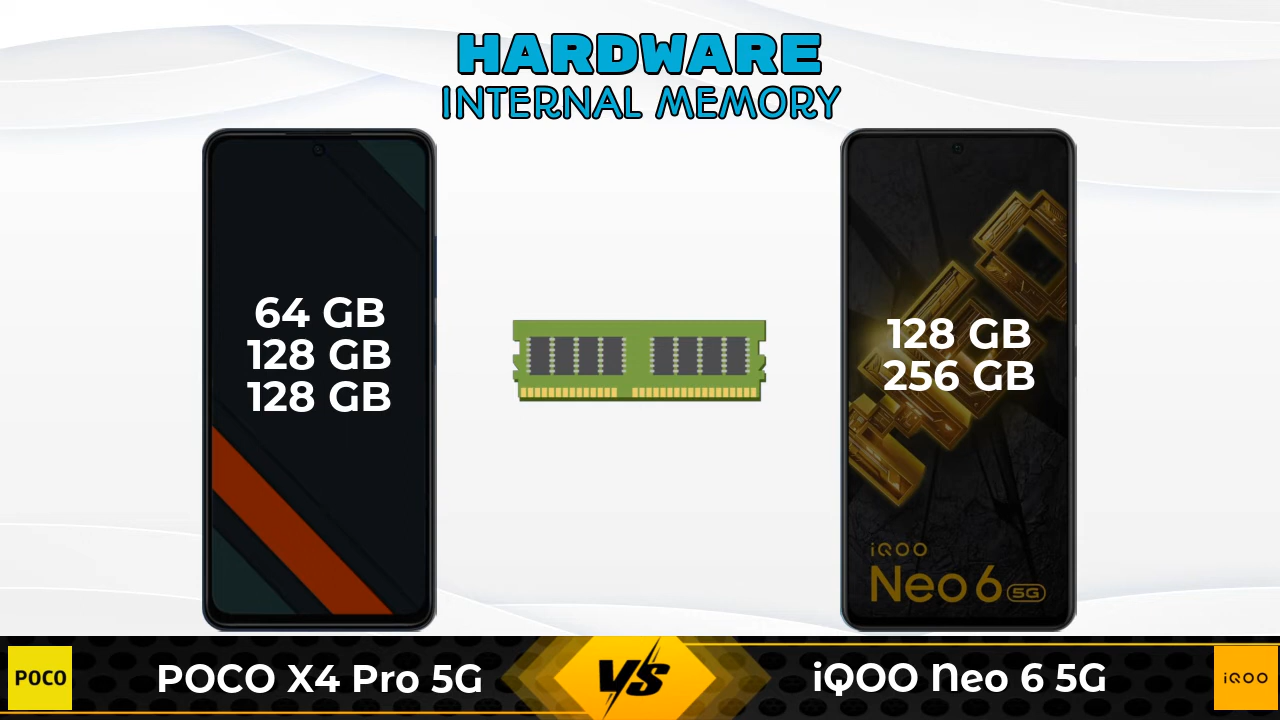 HARDWARE
INTERNAL MEMORY
64 GB
128 GB
128 GB
128 GB
256 GB
iQOO
Neo 6 5G
POCO
POCO X4 Pro 5G
VS
iQOO Neo 6 5G
iQOO